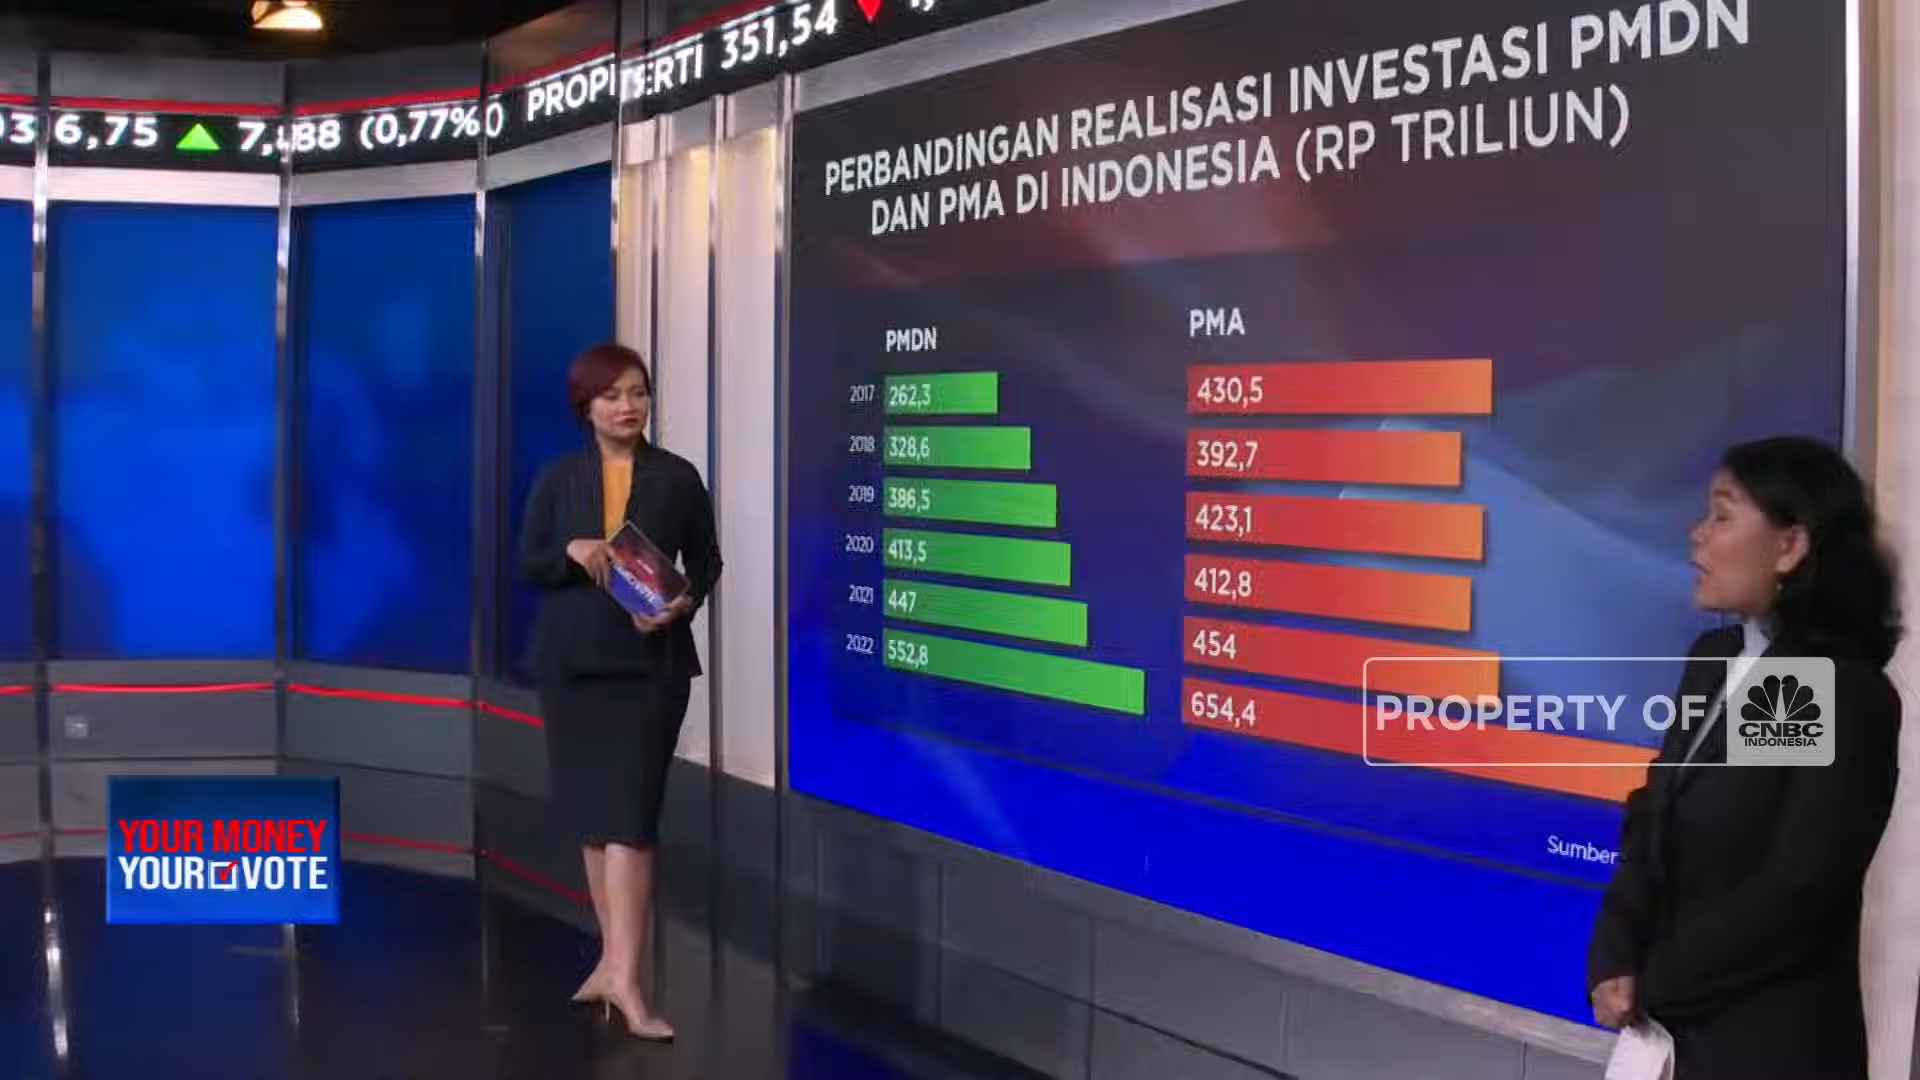 6,75 ▲ 7,488 (0,77%)
PROPERTI 351,54 ▼
PERBANDINGAN REALISASI INVESTASI PMDN
DAN PMA DI INDONESIA (RP TRILIUN)
PMDN PMA
2017 262,3 430,5
2018 328,6 392,7
2019 386,5 423,1
2020 413,5 412,8
2021 447 454
2022 552,8 654,4
Sumber
PROPERTY OF CNBC
INDONESIA
YOUR MONEY
YOUR VOTE